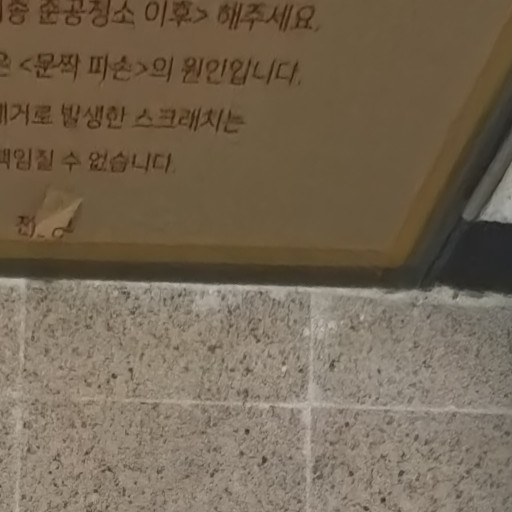 준공청소 이후> 해주세요.
<문짝 파손>의 원인입니다.
제거로 발생한 스크래치는
책임질 수 없습니다.